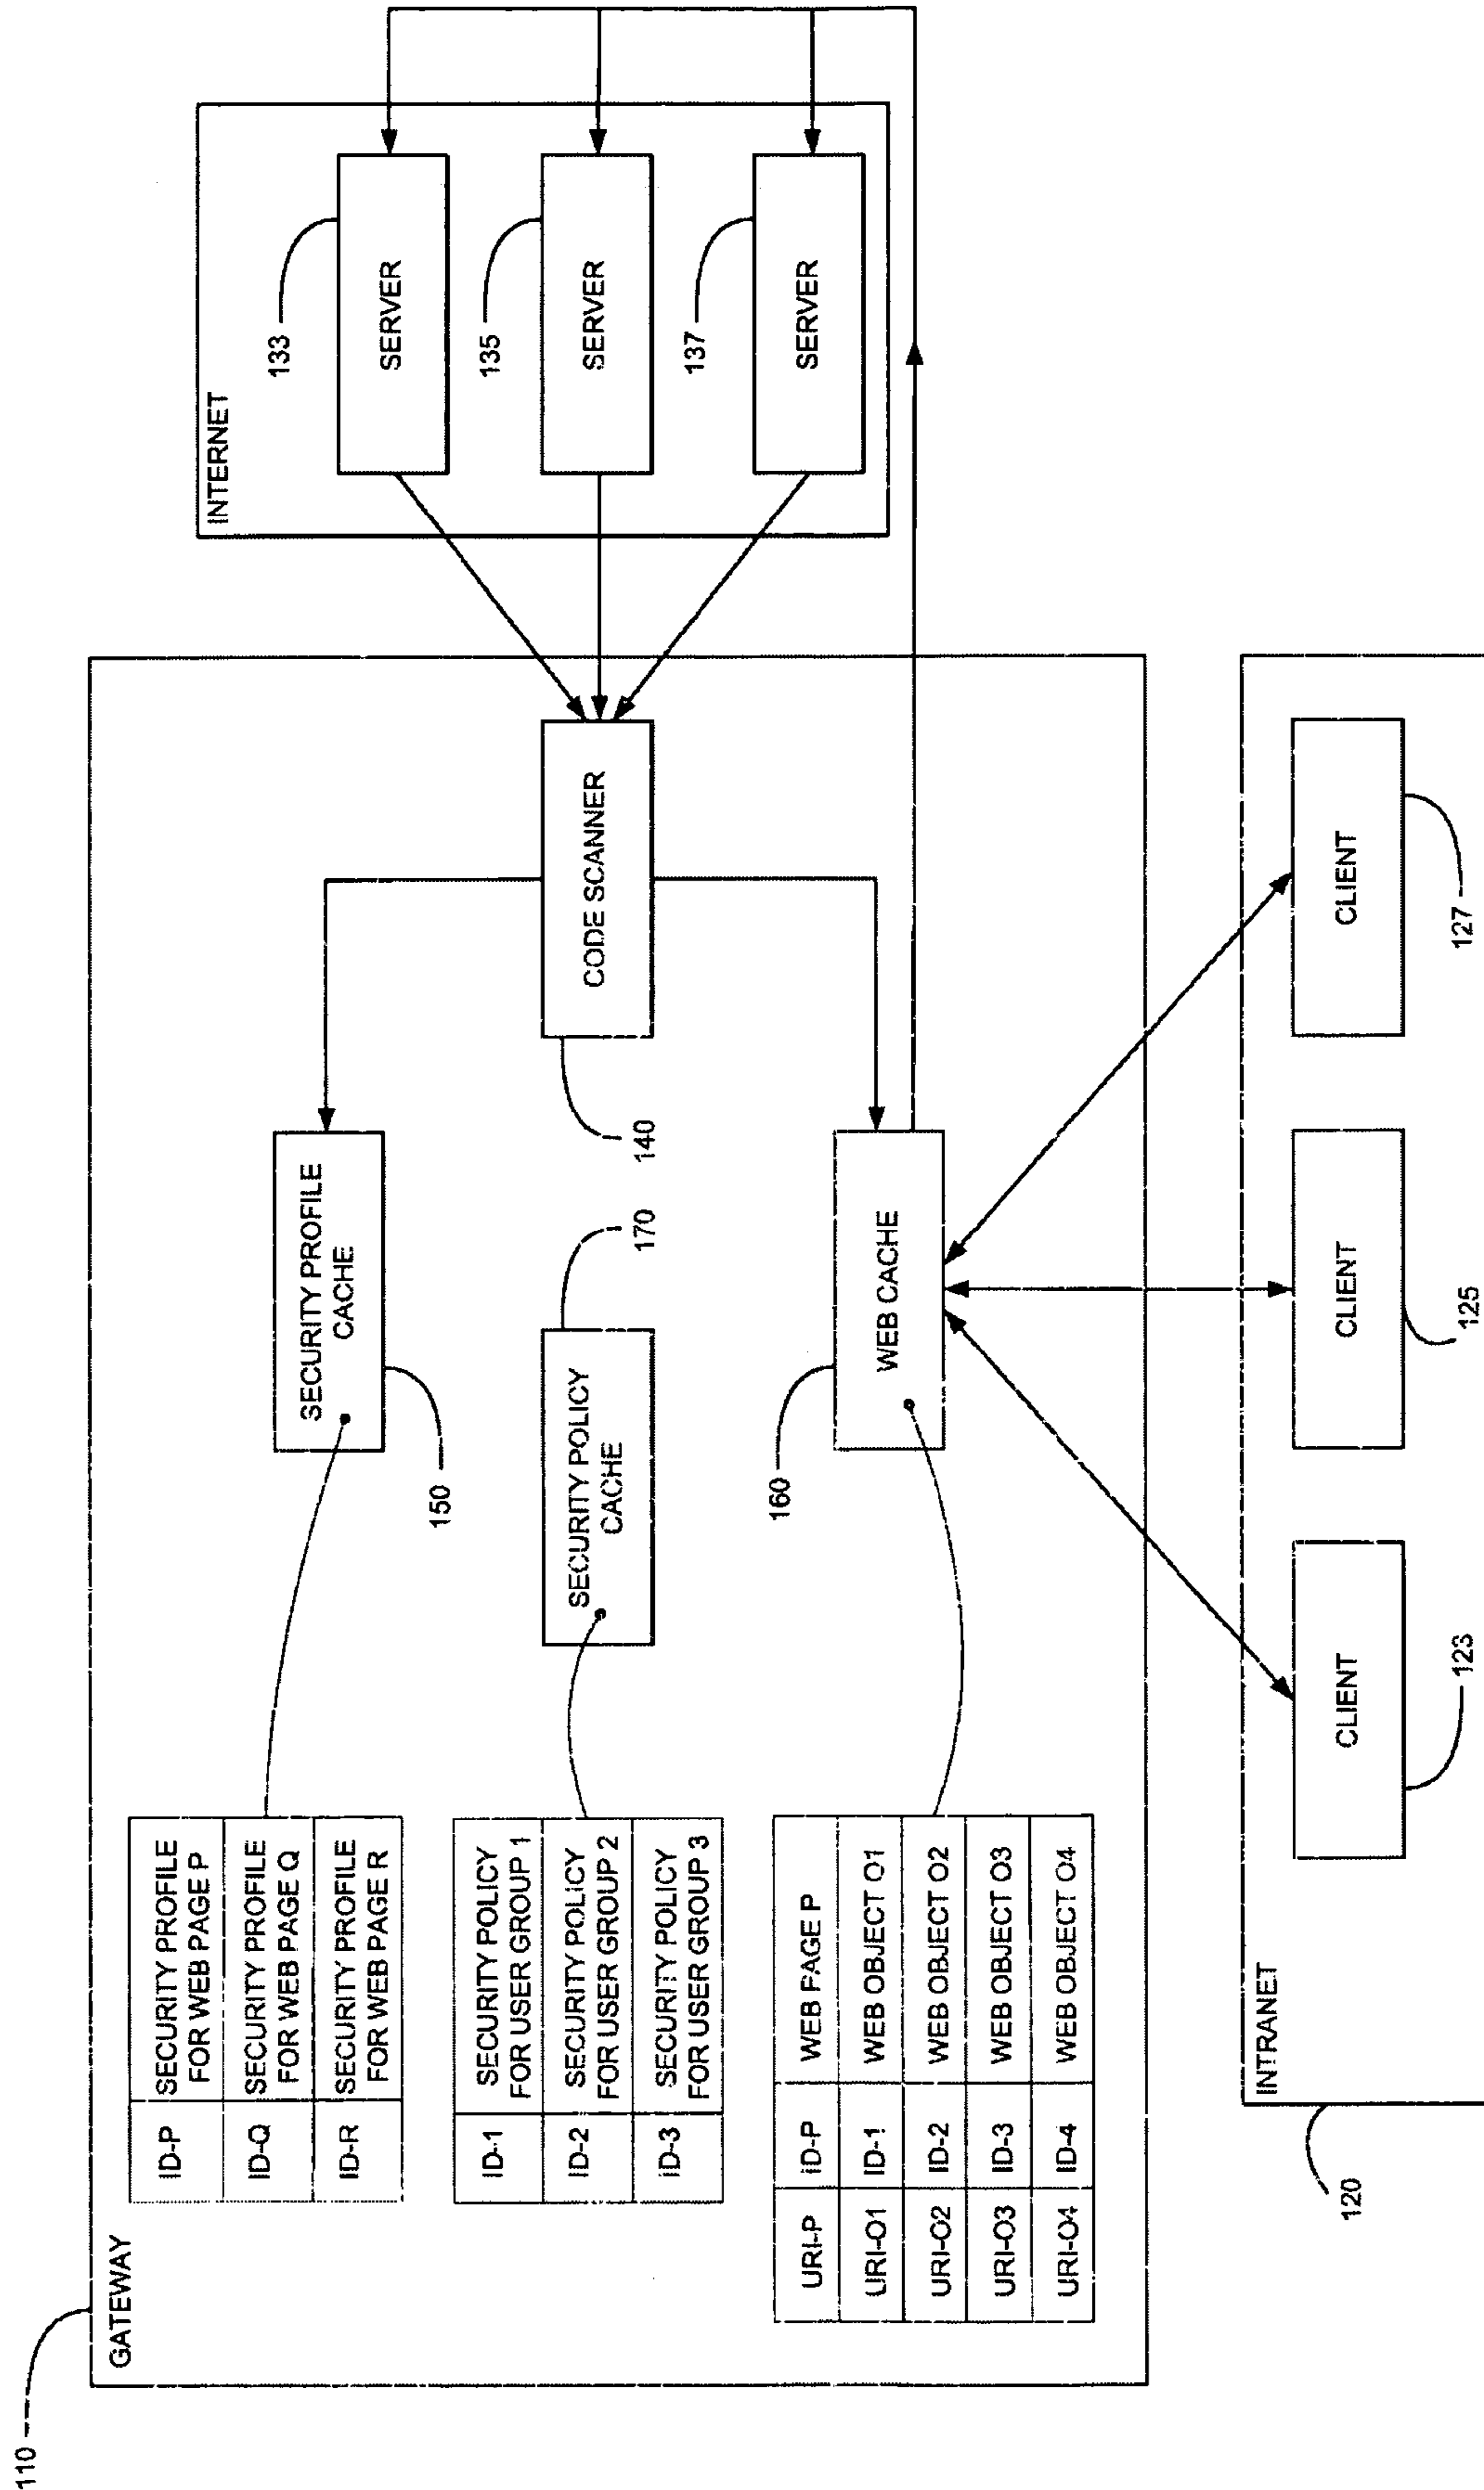 110
GATEWAY
ID-P
SECURITY PROFILE
FOR WEB PAGE P
ID-Q
SECURITY PROFILE
FOR WEB PAGE Q
ID-R
SECURITY PROFILE
FOR WEB PAGE R
SECURITY PROFILE
CACHE
150
ID-1
SECURITY POLICY
FOR USER GROUP 1
ID-2
SECURITY POLICY
FOR USER GROUP 2
ID-3
SECURITY POLICY
FOR USER GROUP 3
SECURITY POLICY
CACHE
170
CODE SCANNER
140
URI-P
ID-P
WEB PAGE P
URI-O1
ID-1
WEB OBJECT O1
URI-O2
ID-2
WEB OBJECT O2
URI-O3
ID-3
WEB OBJECT O3
URI-O4
ID-4
WEB OBJECT O4
160
WEB CACHE
INTERNET
133
SERVER
135
SERVER
137
SERVER
120
INTRANET
CLIENT
123
CLIENT
125
CLIENT
127